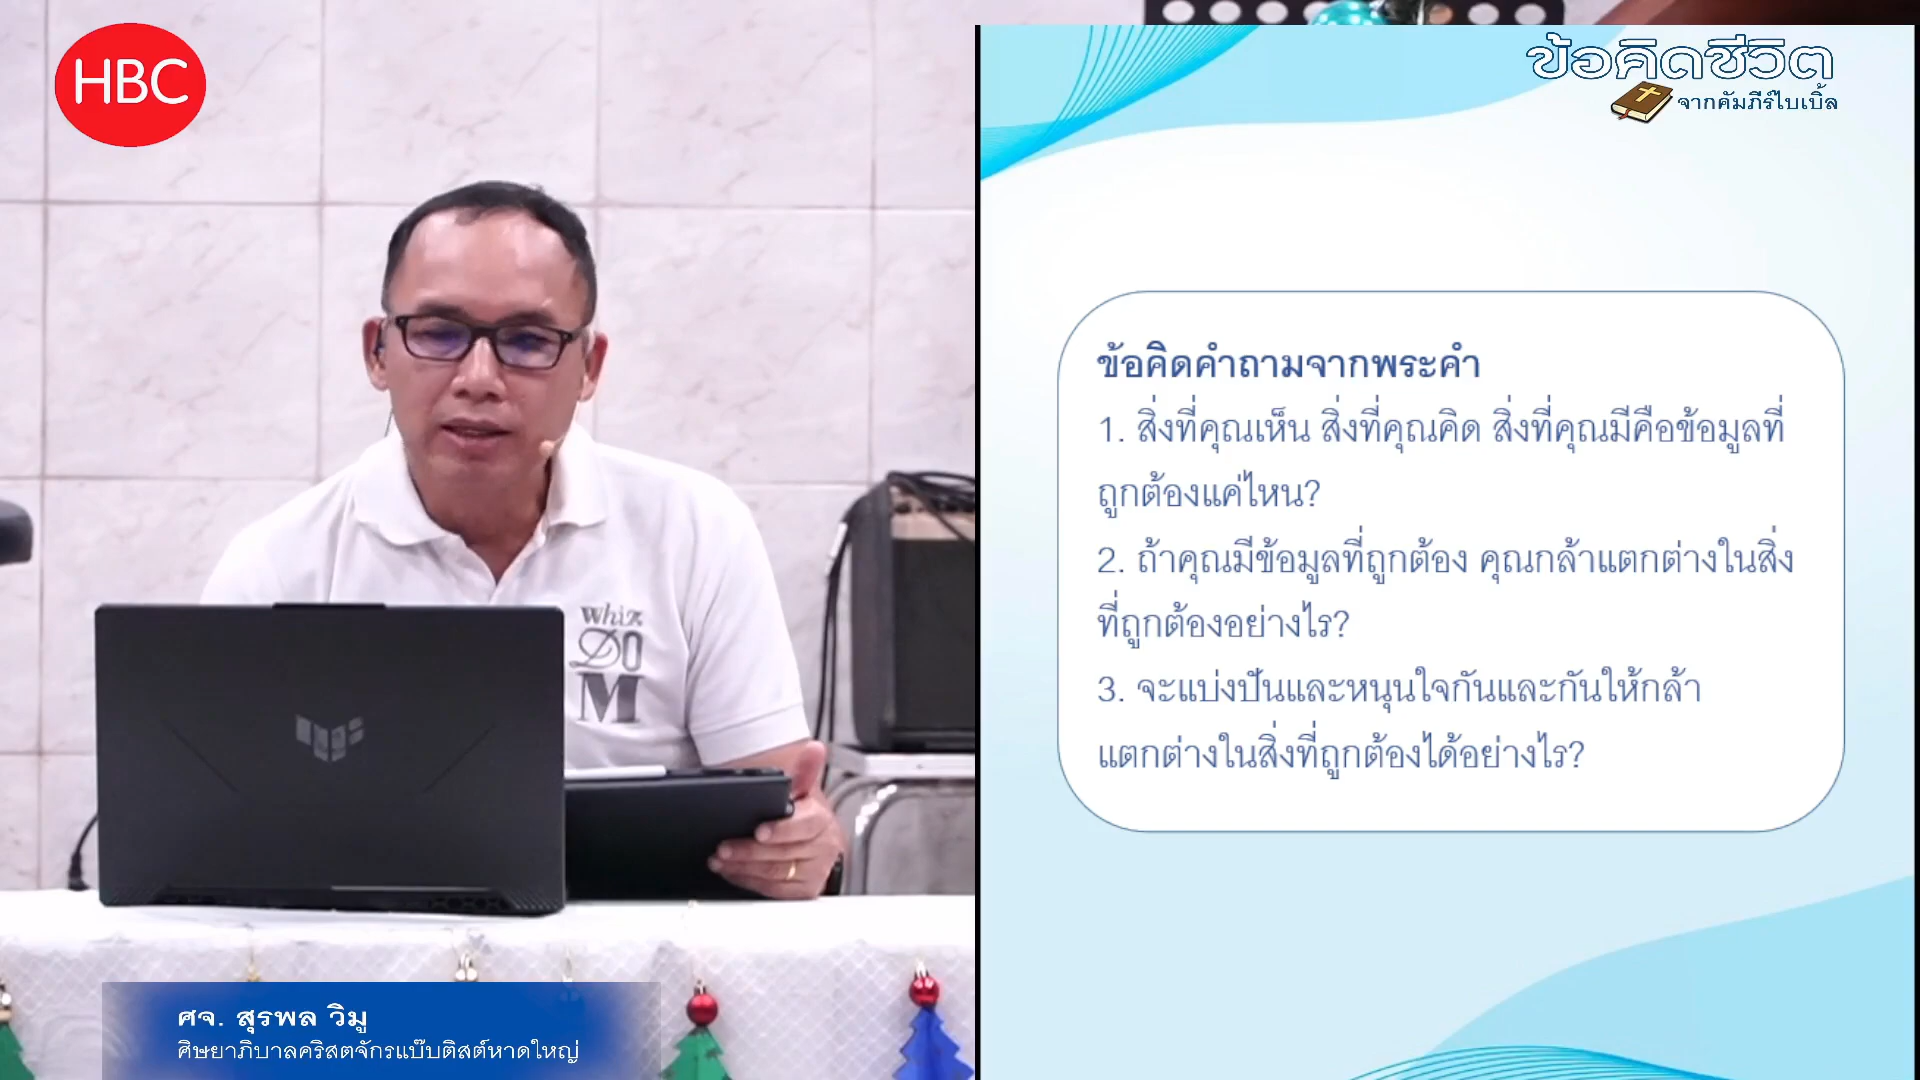 HBC
whiz
DO
M
ศจ. สุรพล วิมู
ศิษยาภิบาลคริสตจักรแบ๊บติสต์หาดใหญ่
ข้อคิดชีวิต
จากคัมภีร์ไบเบิ้ล
ข้อคิดคำถามจากพระคำ
1. สิ่งที่คุณเห็น สิ่งที่คุณคิด สิ่งที่คุณมีคือข้อมูลที่
ถูกต้องแค่ไหน?
2. ถ้าคุณมีข้อมูลที่ถูกต้อง คุณกล้าแตกต่างในสิ่ง
ที่ถูกต้องอย่างไร?
3. จะแบ่งปันและหนุนใจกันและกันให้กล้า
แตกต่างในสิ่งที่ถูกต้องได้อย่างไร?